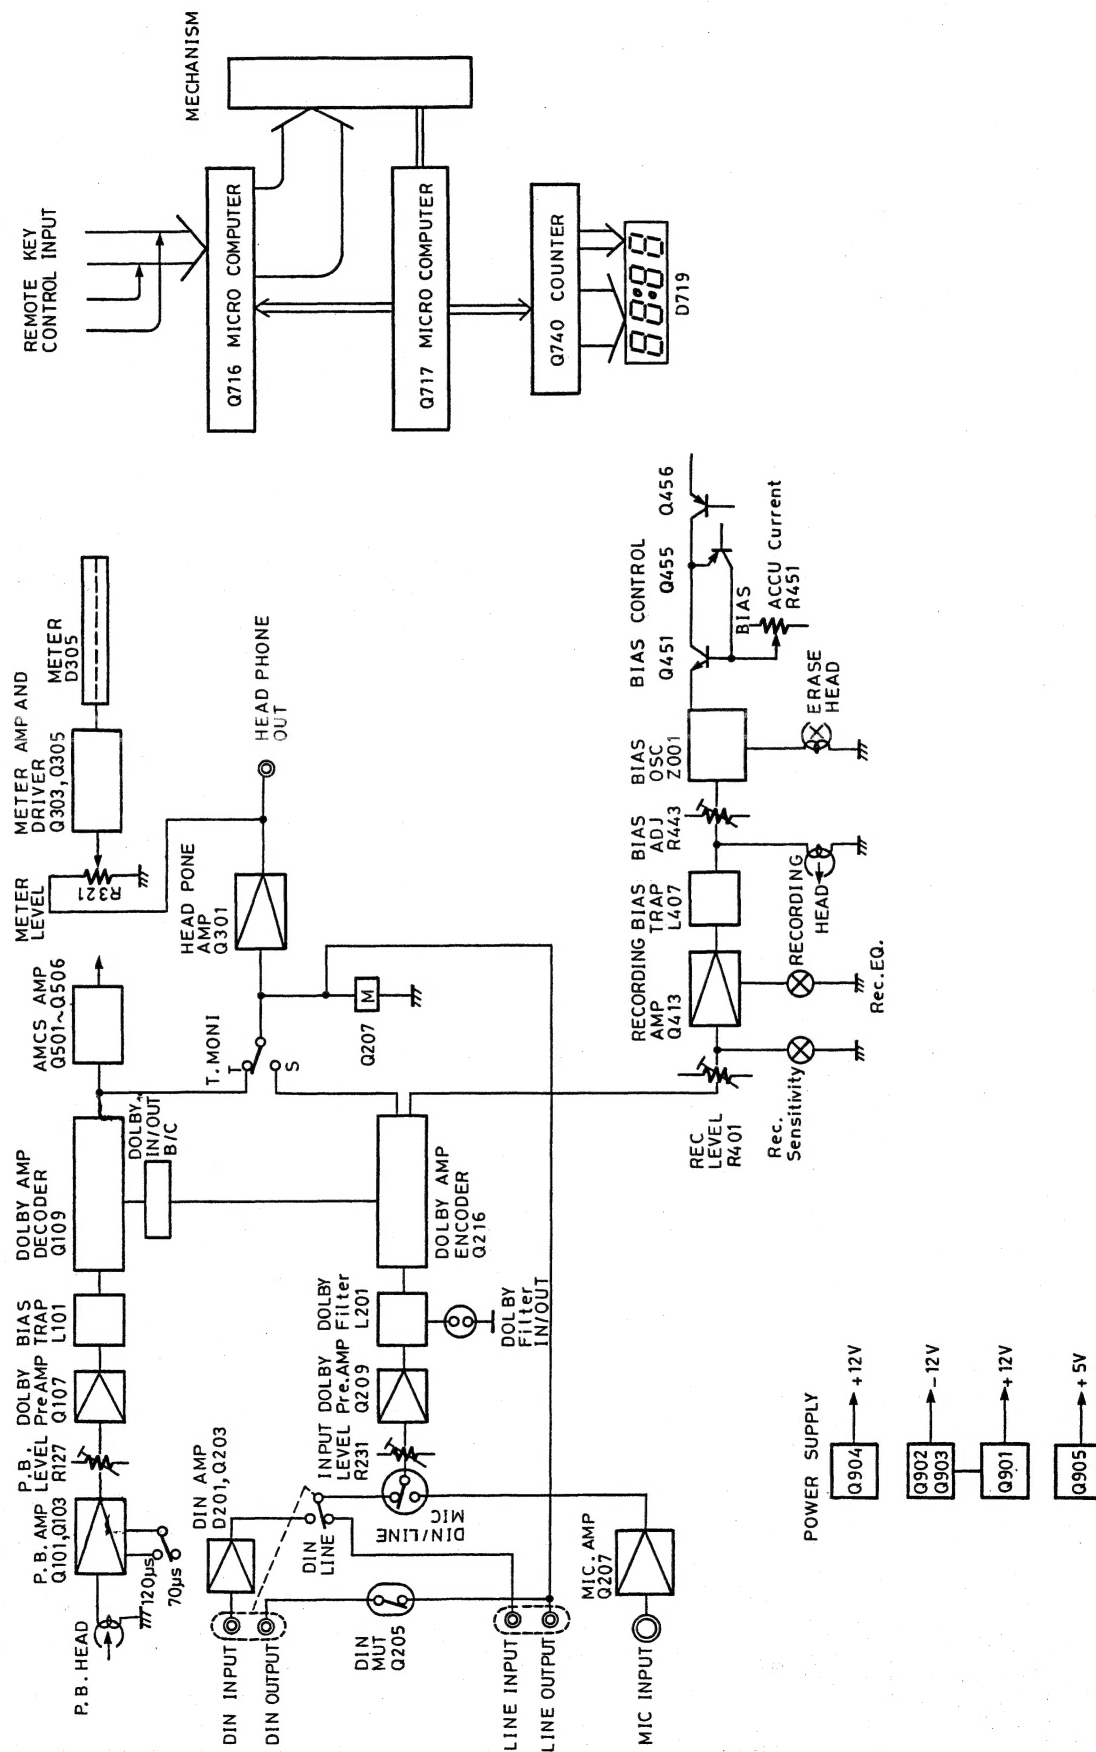 P.B.HEAD
120µs
70µs
P.B. AMP
Q101,Q103
P.B.
LEVEL
R127
DOLBY
PreAMP
Q107
BIAS
TRAP
L101
DOLBY AMP
DECODER
Q109
DOLBY
IN/OUT
B/C
AMCS AMP
Q501~Q506
METER
LEVEL
R321
METER AMP AND
DRIVER
Q303,Q305
METER
D305
DIN INPUT
DIN OUTPUT
DIN AMP
D201,Q203
DIN
LINE
DIN
MUT
Q205
DIN/LINE
MIC
INPUT
LEVEL
R231
DOLBY
Pre.AMP
Q209
DOLBY
Filter
L201
DOLBY
Filter
IN/OUT
DOLBY AMP
ENCODER
Q216
T.MONI
T
S
M
Q207
HEAD PONE
AMP
Q301
HEAD PHONE
OUT
LINE INPUT
LINE OUTPUT
MIC INPUT
MIC.AMP
Q207
REC
LEVEL
R401
Rec.
Sensitivity
RECORDING
AMP
Q413
Rec.EQ.
BIAS
TRAP
L407
RECORDING
HEAD
BIAS
ADJ
R443
BIAS
OSC
Z001
ERASE
HEAD
BIAS CONTROL
Q451
Q455
Q456
BIAS
ACCU Current
R451
REMOTE KEY
CONTROL INPUT
MECHANISM
Q716 MICRO COMPUTER
Q717 MICRO COMPUTER
Q740 COUNTER
88:88
D719
POWER SUPPLY
Q904
+12V
Q902
Q903
-12V
Q901
+12V
Q905
+5V